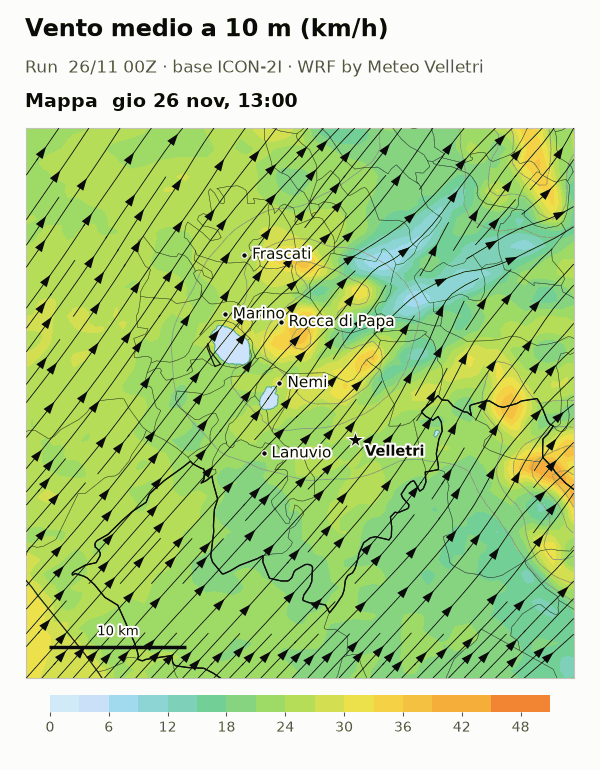 Vento medio a 10 m (km/h)
Run 26/11 00Z · base ICON-2I · WRF by Meteo Velletri
Mappa gio 26 nov, 13:00
Frascati
Marino
Rocca di Papa
Nemi
Velletri
Lanuvio
10 km
0 6 12 18 24 30 36 42 48